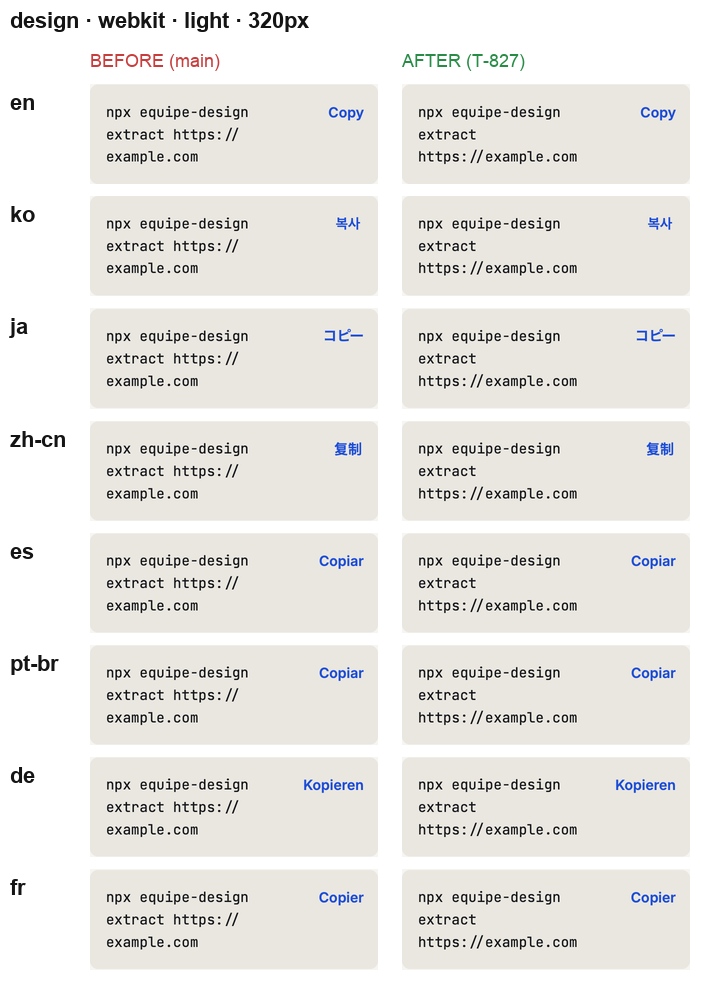 design · webkit · light · 320px
BEFORE (main)
AFTER (T-827)
en
npx equipe-design
extract https://
example.com
Copy
npx equipe-design
extract
https://example.com
Copy
ko
npx equipe-design
extract https://
example.com
복사
npx equipe-design
extract
https://example.com
복사
ja
npx equipe-design
extract https://
example.com
コピー
npx equipe-design
extract
https://example.com
コピー
zh-cn
npx equipe-design
extract https://
example.com
复制
npx equipe-design
extract
https://example.com
复制
es
npx equipe-design
extract https://
example.com
Copiar
npx equipe-design
extract
https://example.com
Copiar
pt-br
npx equipe-design
extract https://
example.com
Copiar
npx equipe-design
extract
https://example.com
Copiar
de
npx equipe-design
extract https://
example.com
Kopieren
npx equipe-design
extract
https://example.com
Kopieren
fr
npx equipe-design
extract https://
example.com
Copier
npx equipe-design
extract
https://example.com
Copier